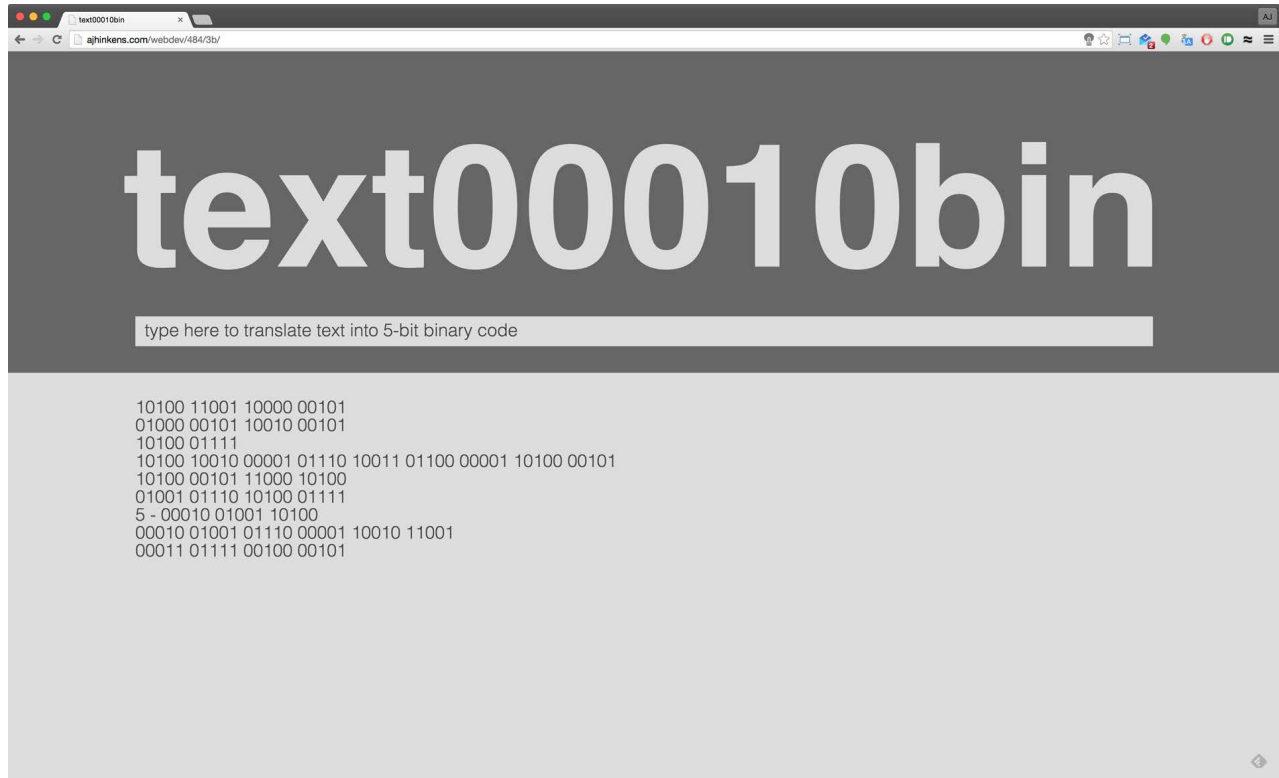 text00010bin
AJ
ajhinkens.com/webdev/484/3b/
text00010bin
type here to translate text into 5-bit binary code
10100 11001 10000 00101
01000 00101 10010 00101
10100 01111
10100 10010 00001 01110 10011 01100 00001 10100 00101
10100 00101 11000 10100
01001 01110 10100 01111
5 - 00010 01001 10100
00010 01001 01110 00001 10010 11001
00011 01111 00100 00101